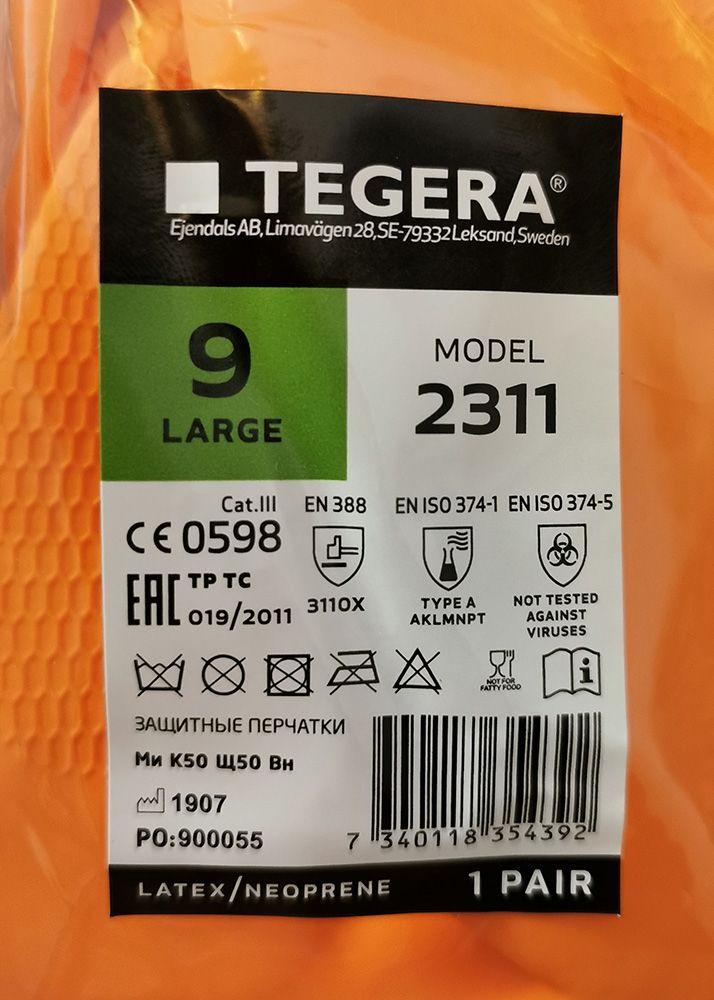 TEGERA®
Ejendals AB, Limavägen 28, SE-79332 Leksand, Sweden
9
LARGE
MODEL
2311
Cat.III
CE 0598
EAC TP TC
019/2011
EN 388
3110X
EN ISO 374-1
TYPE A
AKLMNPT
EN ISO 374-5
NOT TESTED
AGAINST
VIRUSES
NOT FOR
FATTY FOOD
i
ЗАЩИТНЫЕ ПЕРЧАТКИ
Ми К50 Щ50 Вн
1907
PO:900055
7 340118 354392
LATEX/NEOPRENE
1 PAIR